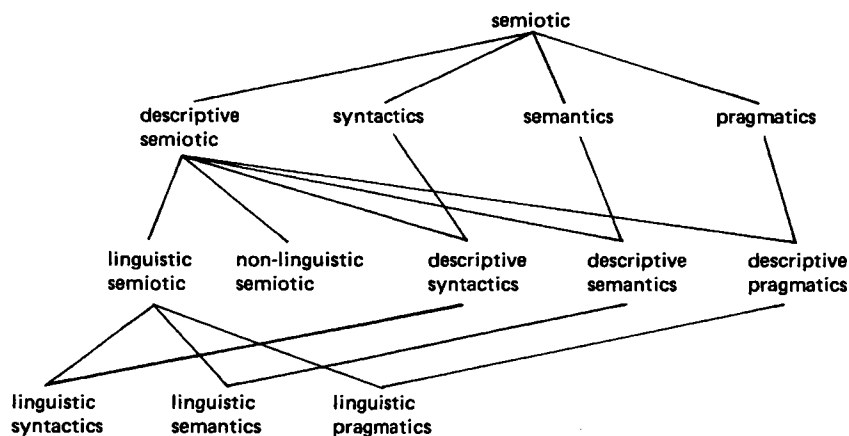 semiotic
descriptive
semiotic
syntactics
semantics
pragmatics
linguistic
semiotic
non-linguistic
semiotic
descriptive
syntactics
descriptive
semantics
descriptive
pragmatics
linguistic
syntactics
linguistic
semantics
linguistic
pragmatics